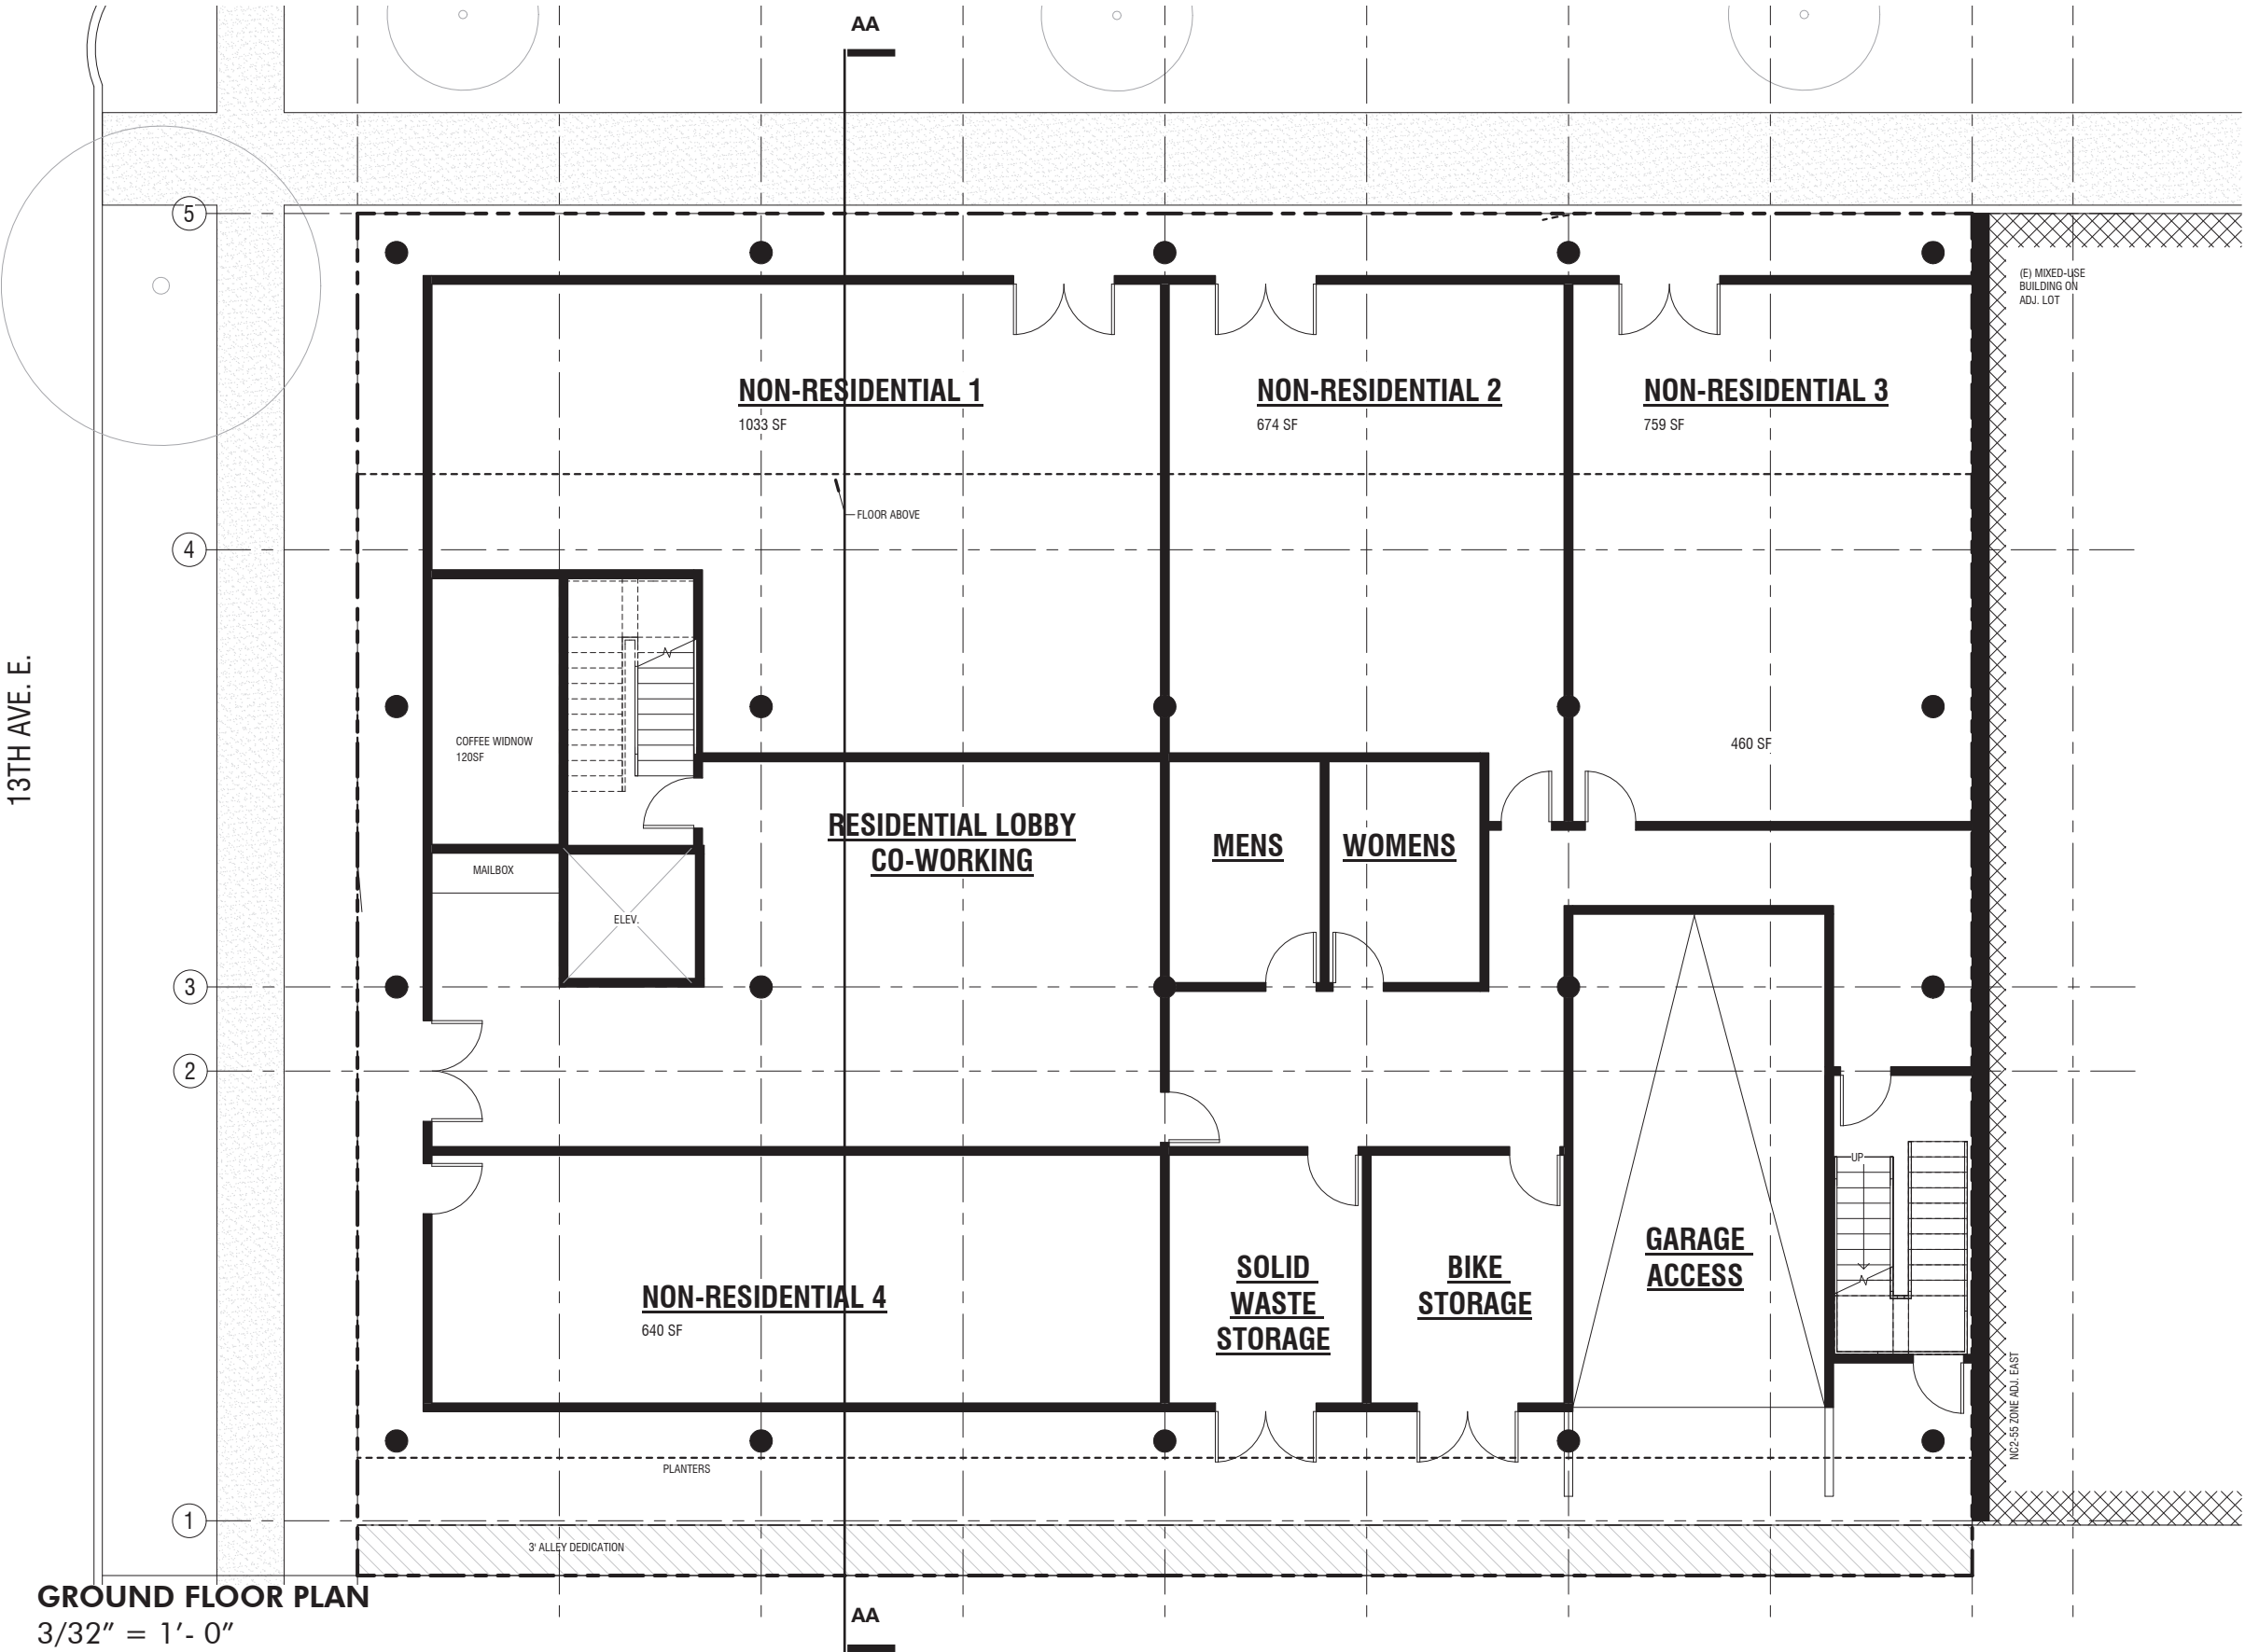 AA
5
(E) MIXED-USE
BUILDING ON
ADJ. LOT
NON-RESIDENTIAL 1
1033 SF
NON-RESIDENTIAL 2
674 SF
NON-RESIDENTIAL 3
759 SF
FLOOR ABOVE
4
13TH AVE. E.
COFFEE WIDNOW
120SF
460 SF
RESIDENTIAL LOBBY
CO-WORKING
MENS
WOMENS
MAILBOX
ELEV.
3
2
UP
GARAGE
ACCESS
SOLID
WASTE
STORAGE
BIKE
STORAGE
NON-RESIDENTIAL 4
640 SF
NC2-55 ZONE ADJ. EAST
PLANTERS
1
3' ALLEY DEDICATION
GROUND FLOOR PLAN
3/32" = 1'- 0"
AA